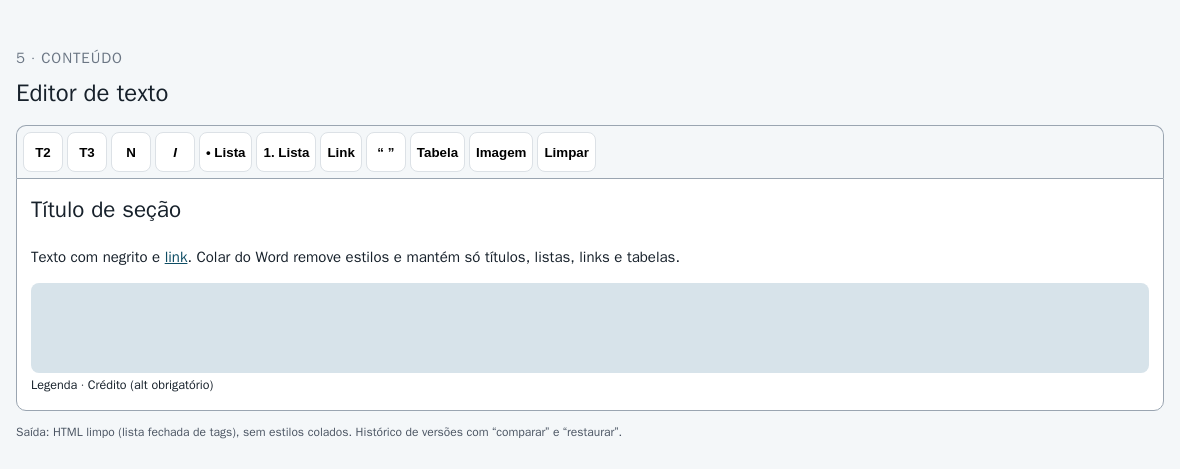 5 · CONTEÚDO
Editor de texto
T2 T3 N I • Lista 1. Lista Link “ ” Tabela Imagem Limpar
Título de seção
Texto com negrito e link. Colar do Word remove estilos e mantém só títulos, listas, links e tabelas.
Legenda · Crédito (alt obrigatório)
Saída: HTML limpo (lista fechada de tags), sem estilos colados. Histórico de versões com “comparar” e “restaurar”.